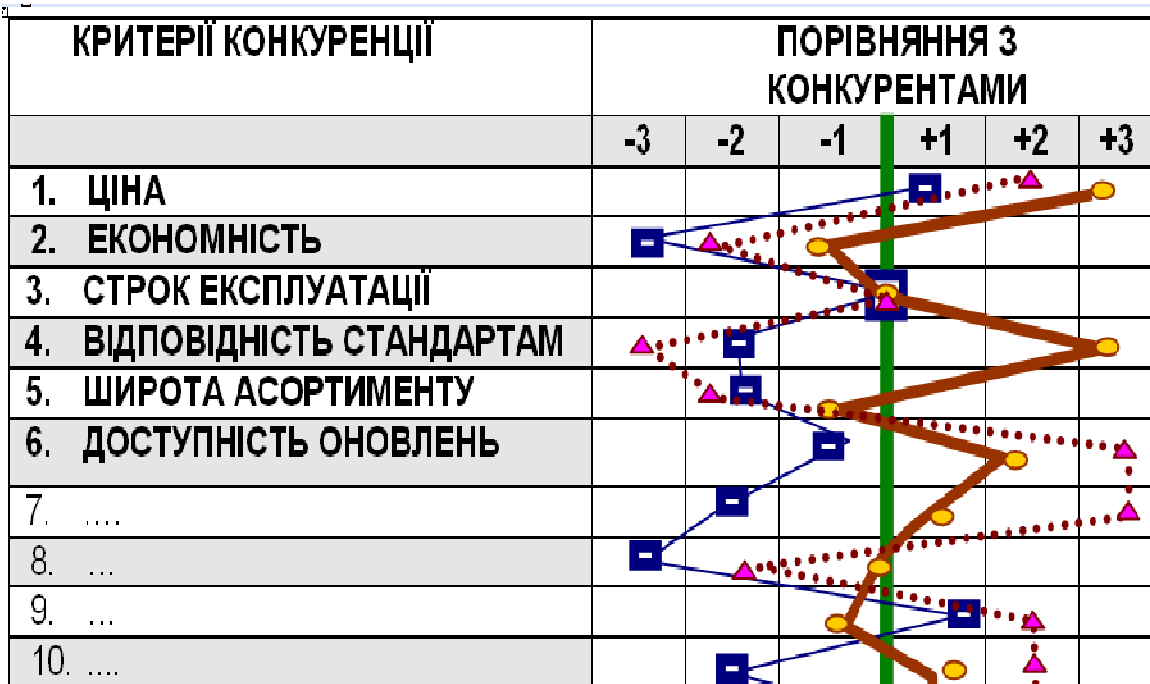 КРИТЕРІЇ КОНКУРЕНЦІЇ
ПОРІВНЯННЯ З
КОНКУРЕНТАМИ
-3 -2 -1 +1 +2 +3
1. ЦІНА
2. ЕКОНОМНІСТЬ
3. СТРОК ЕКСПЛУАТАЦІЇ
4. ВІДПОВІДНІСТЬ СТАНДАРТАМ
5. ШИРОТА АСОРТИМЕНТУ
6. ДОСТУПНІСТЬ ОНОВЛЕНЬ
7. ....
8. ...
9. ...
10. ....